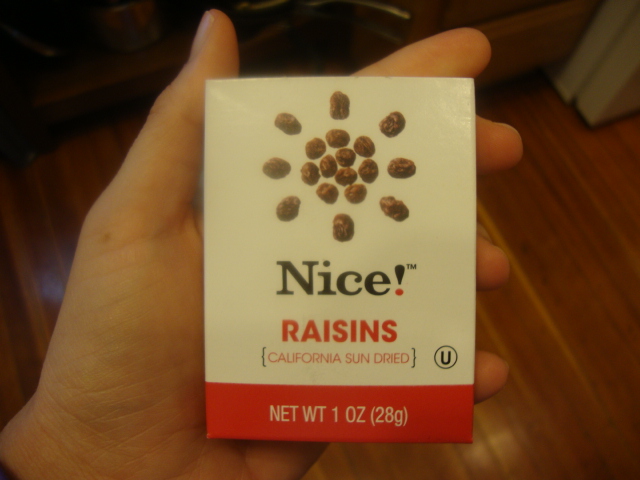 Nice!™
RAISINS
{CALIFORNIA SUN DRIED}
U
NET WT 1 OZ (28g)